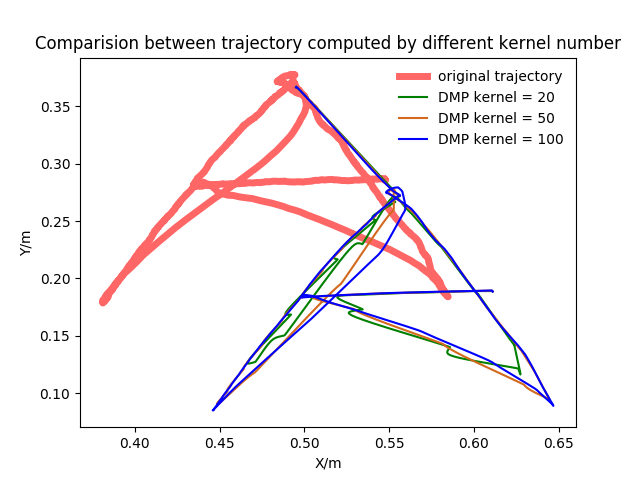 Comparision between trajectory computed by different kernel number
original trajectory
DMP kernel = 20
DMP kernel = 50
DMP kernel = 100
0.35
0.30
0.25
0.20
0.15
0.10
Y/m
0.40 0.45 0.50 0.55 0.60 0.65
X/m